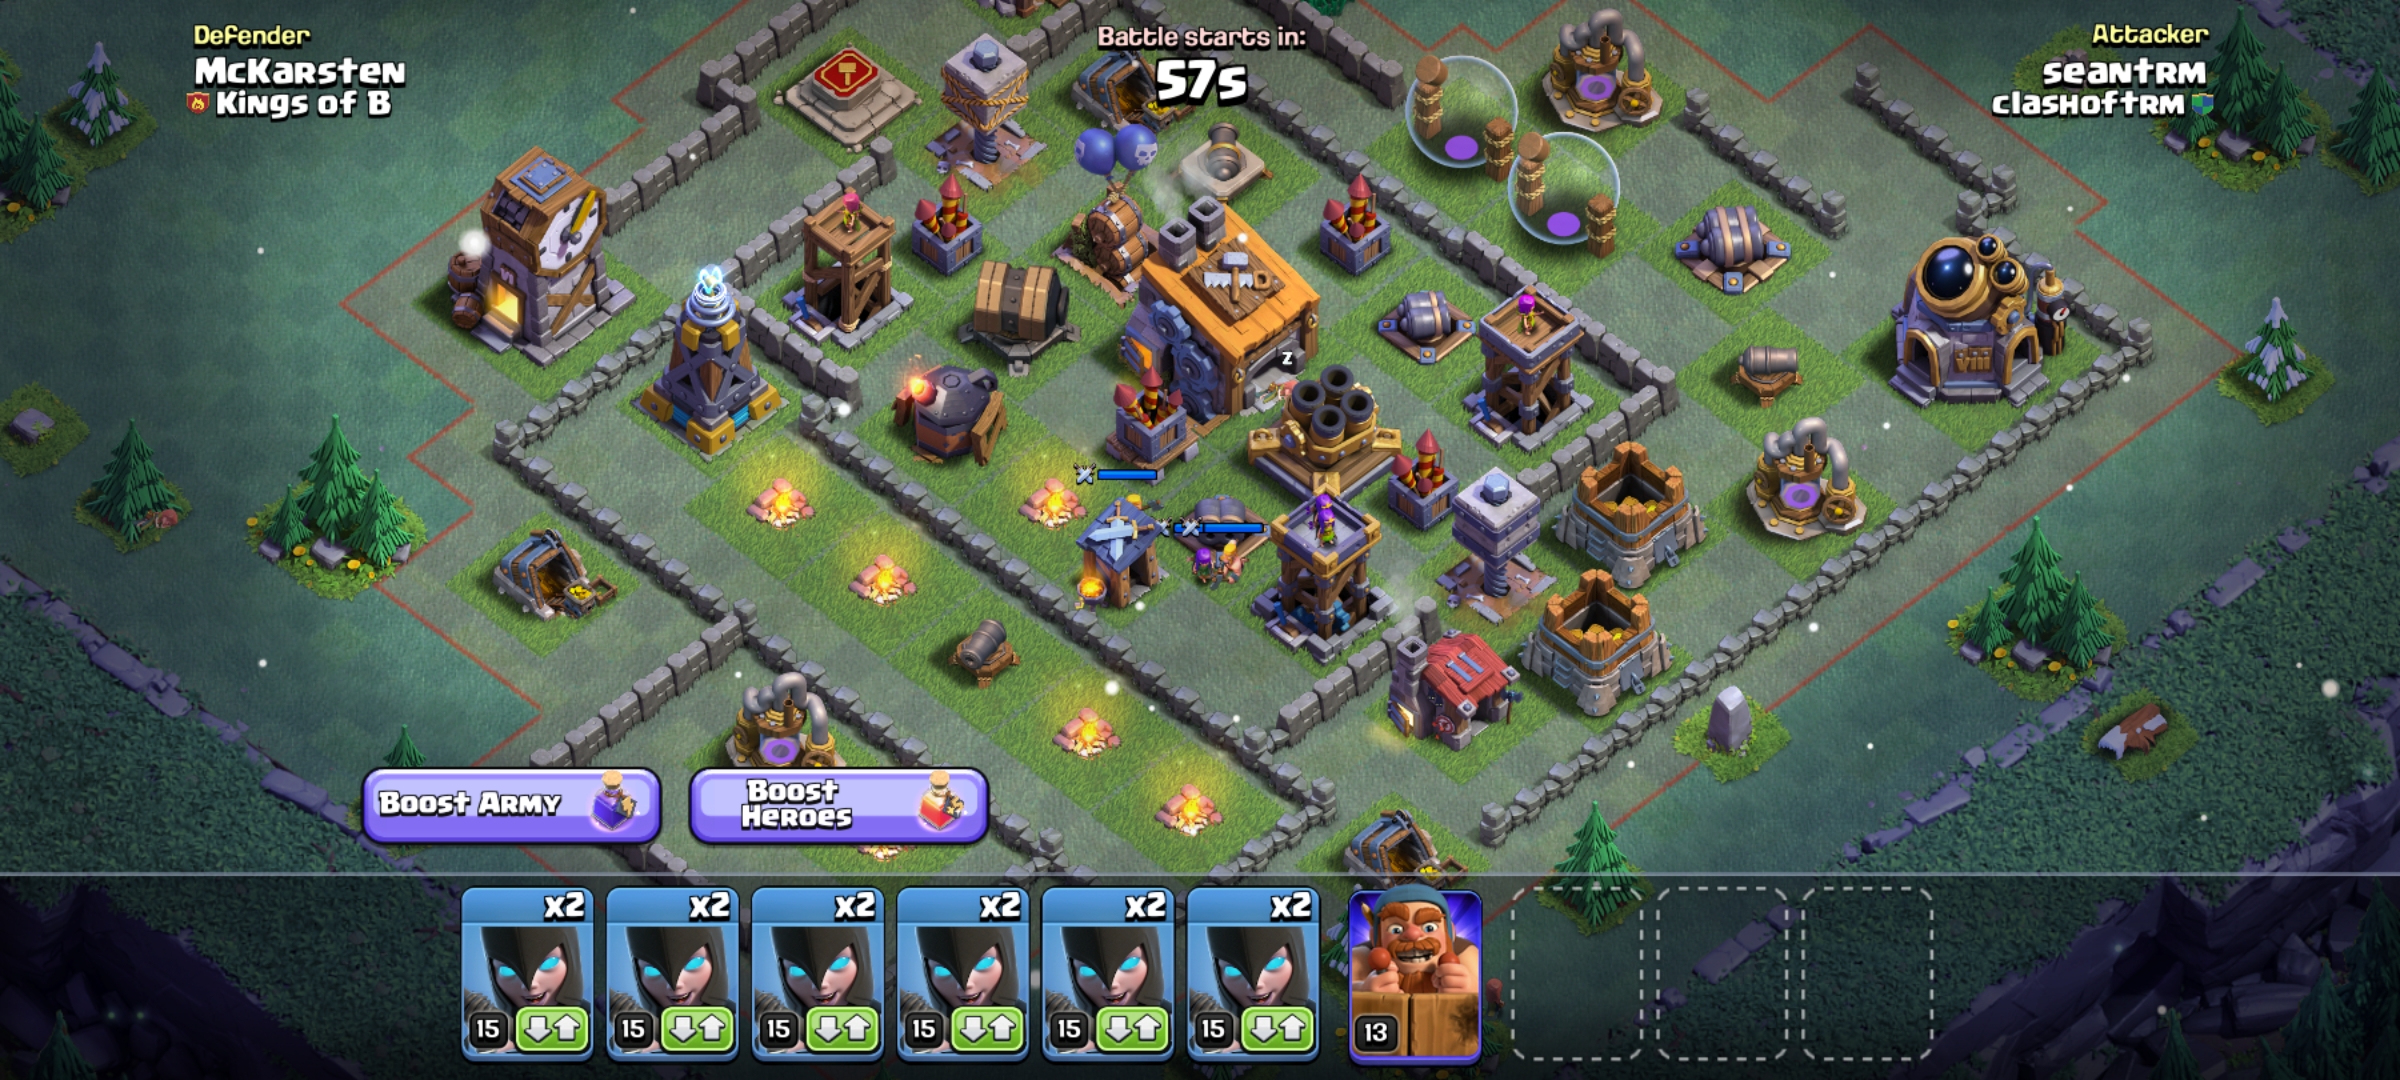 Defender
McKarsten
Kings of B
Battle starts in:
57s
Attacker
seantRM
clashoftRM
z
VIII
Boost Army
Boost
Heroes
x2
x2
x2
x2
x2
x2
15
15
15
15
15
15
13